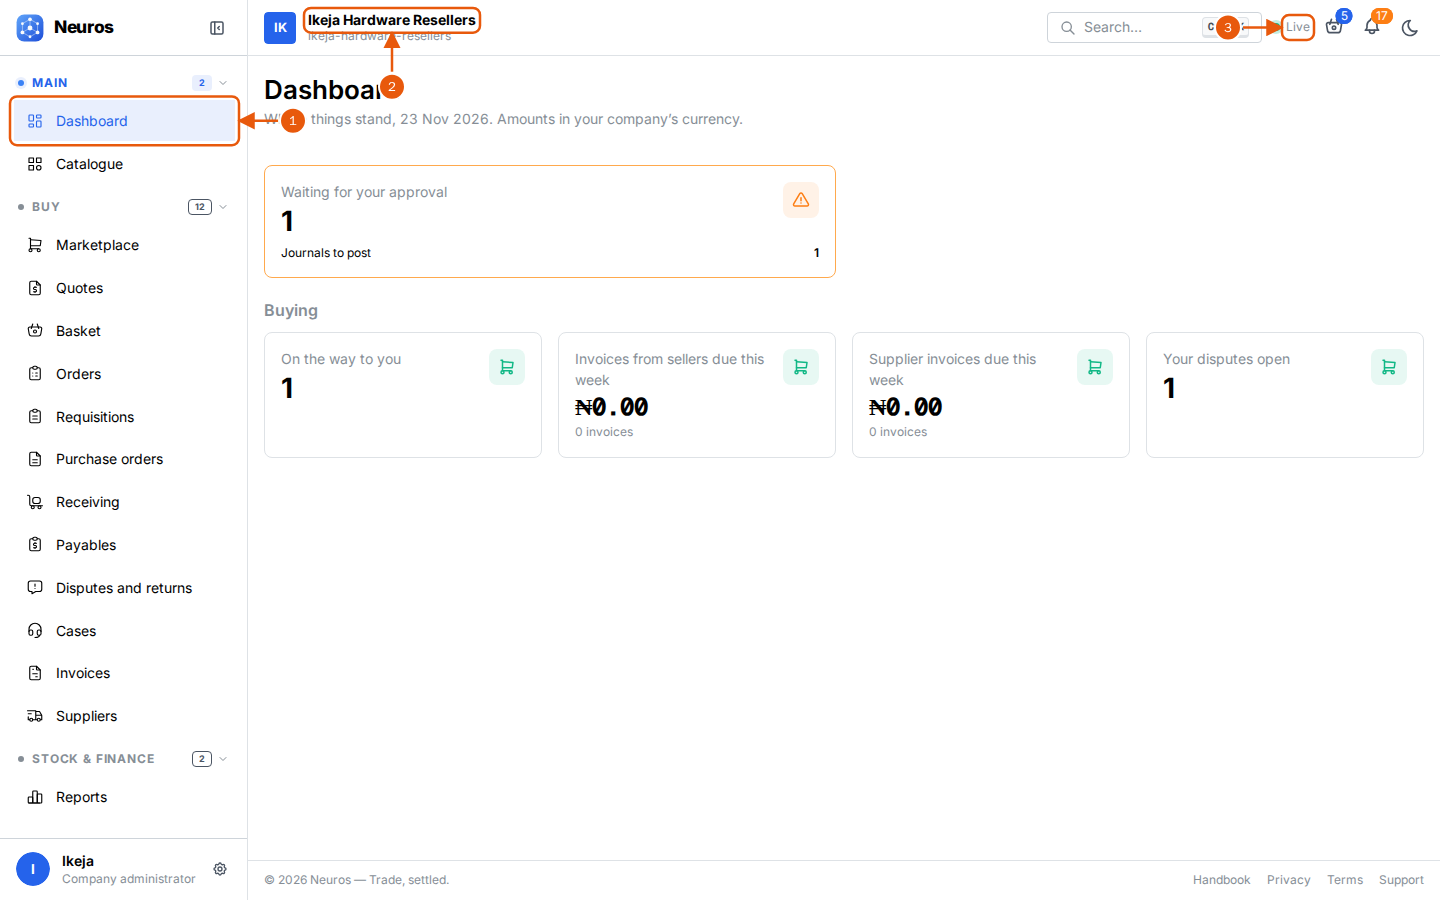 Neuros
MAIN
2
Dashboard
Catalogue
BUY
12
Marketplace
Quotes
Basket
Orders
Requisitions
Purchase orders
Receiving
Payables
Disputes and returns
Cases
Invoices
Suppliers
STOCK & FINANCE
2
Reports
I
Ikeja
Company administrator
IK
Ikeja Hardware Resellers
ikeja-hardware-resellers
Search...
3
Live
5
17
2
1
things stand, 23 Nov 2026. Amounts in your company's currency.
Waiting for your approval
1
Journals to post
1
Buying
On the way to you
1
Invoices from sellers due this
week
₦0.00
0 invoices
Supplier invoices due this
week
₦0.00
0 invoices
Your disputes open
1
© 2026 Neuros — Trade, settled.
Handbook
Privacy
Terms
Support